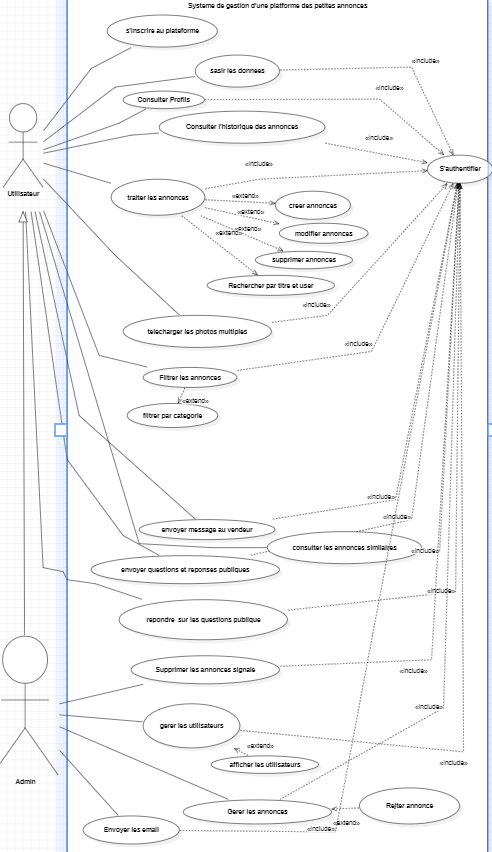 Systeme de gestion d'une platforme des petites annonces
s'inscrire au plateforme
«include»
sasir les donnees
«include»
Consulter Profils
Consulter l'historique des annonces
«include»
«include»
S'authentifier
Utilisateur
traiter les annonces
«extend»
creer annonces
«extend»
«extend»
«extend»
modifier annonces
supprimer annonces
Rechercher par titre et user
«include»
telecharger les photos multiples
«include»
Filtrer les annonces
«extend»
filtrer par categorie
«include»
«include»
envoyer message au vendeur
consulter les annonces similaires
«include»
envoyer questions et reponses publiques
«include»
repondre sur les questions publique
Supprimer les annonces signale
«include»
«include»
gerer les utilisateurs
«extend»
afficher les utilisateurs
«include»
Admin
Gerer les annonces
Rejter annonce
«extend»
Envoyer les email
«include»